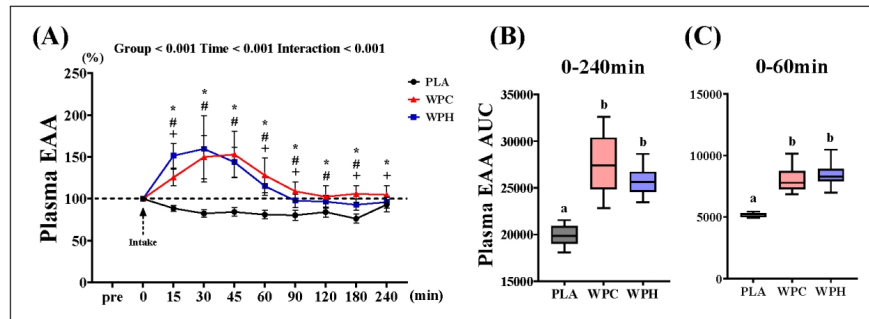 (A)
Group < 0.001 Time < 0.001 Interaction < 0.001
(%)
250
200
150
100
50
0
Plasma EAA
PLA
WPC
WPH
* # +
* #
* #
* # +
* # +
* #
* # +
* +
Intake
pre 0 15 30 45 60 90 120 180 240 (min)
(B)
0-240min
Plasma EAA AUC
35000
30000
25000
20000
15000
a
b
b
PLA WPC WPH
(C)
0-60min
15000
10000
5000
0
a
b
b
PLA WPC WPH